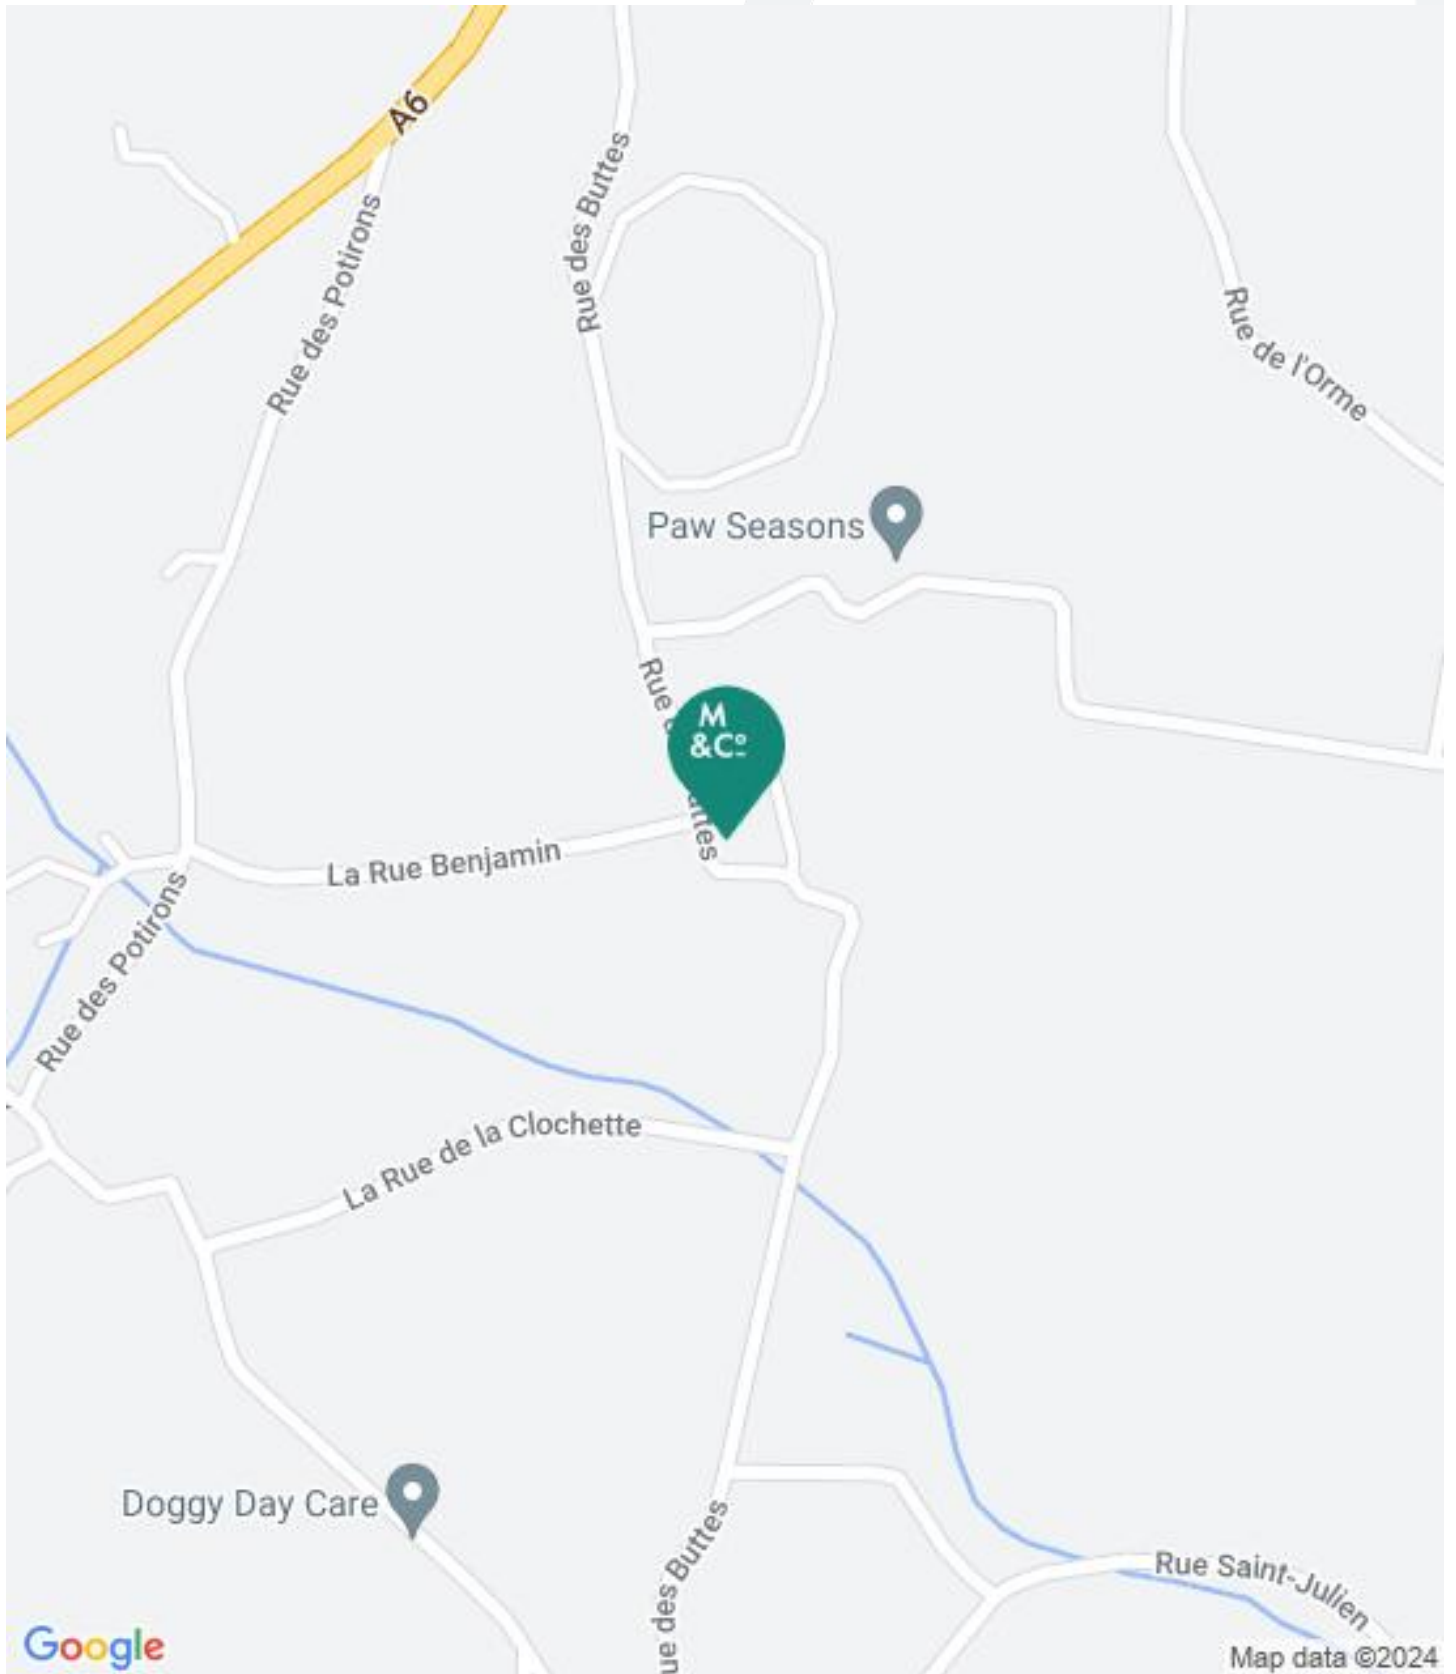 A6
Rue des Buttes
Rue des Potirons
Rue de l'Orme
Paw Seasons
Rue
M
&Cº
uttes
La Rue Benjamin
Rue des Potirons
La Rue de la Clochette
Doggy Day Care
ue des Buttes
Rue Saint-Julien
Google
Map data ©2024